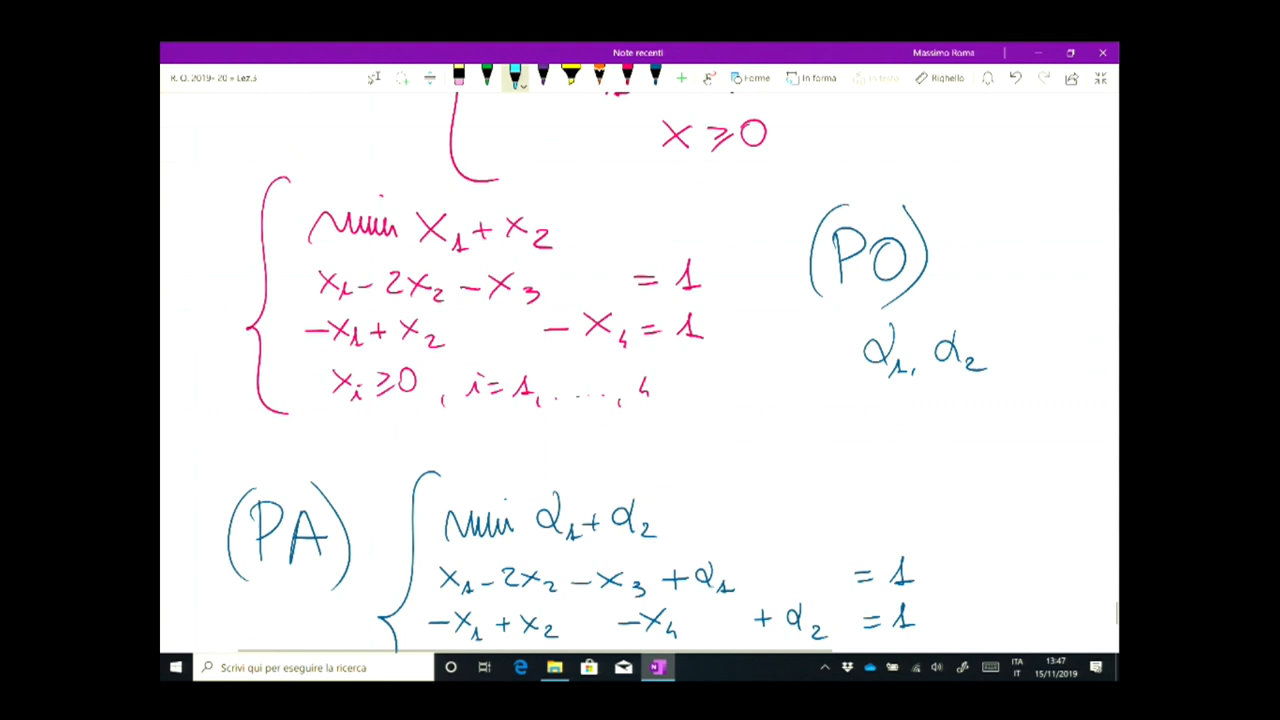 Note recenti
Massimo Roma
R. O. 2019-20 » Lez.3
Forme
In forma
In testo
Righello
x ≥ 0
min x₁ + x₂
x₁ - 2x₂ - x₃ = 1
-x₁ + x₂ - x₄ = 1
xᵢ ≥ 0, i = 1, ...., 4
(PO)
α₁, α₂
(PA)
min α₁ + α₂
x₁ - 2x₂ - x₃ + α₁ = 1
-x₁ + x₂ - x₄ + α₂ = 1
Scrivi qui per eseguire la ricerca
ITA
IT
13:47
15/11/2019